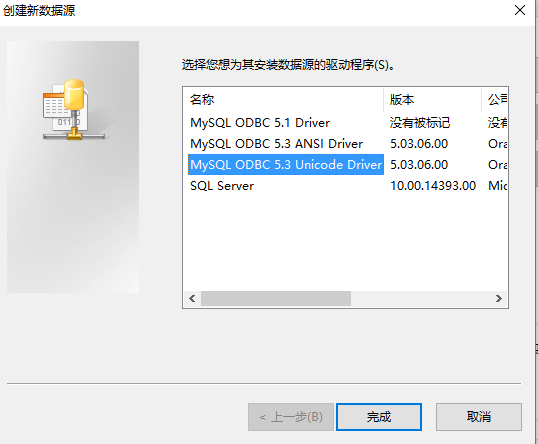 创建新数据源
选择您想为其安装数据源的驱动程序(S)。
名称 版本 公司
MySQL ODBC 5.1 Driver 没有被标记 没有
MySQL ODBC 5.3 ANSI Driver 5.03.06.00 Ora
MySQL ODBC 5.3 Unicode Driver 5.03.06.00 Ora
SQL Server 10.00.14393.00 Mic
< 上一步(B) 完成 取消